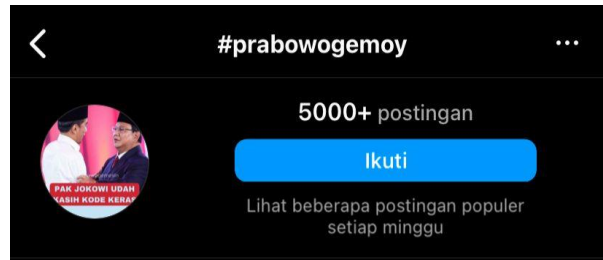 #prabowogemoy
5000+ postingan
Ikuti
PAK JOKOWI UDAH
KASIH KODE KERAS
Lihat beberapa postingan populer
setiap minggu